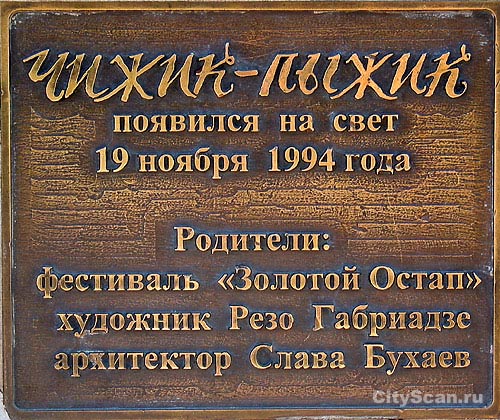 ЧИЖИК-ПЫЖИК
появился на свет
19 ноября 1994 года
Родители:
фестиваль «Золотой Остап»
художник Резо Габриадзе
архитектор Слава Бухаев
CityScan.ru